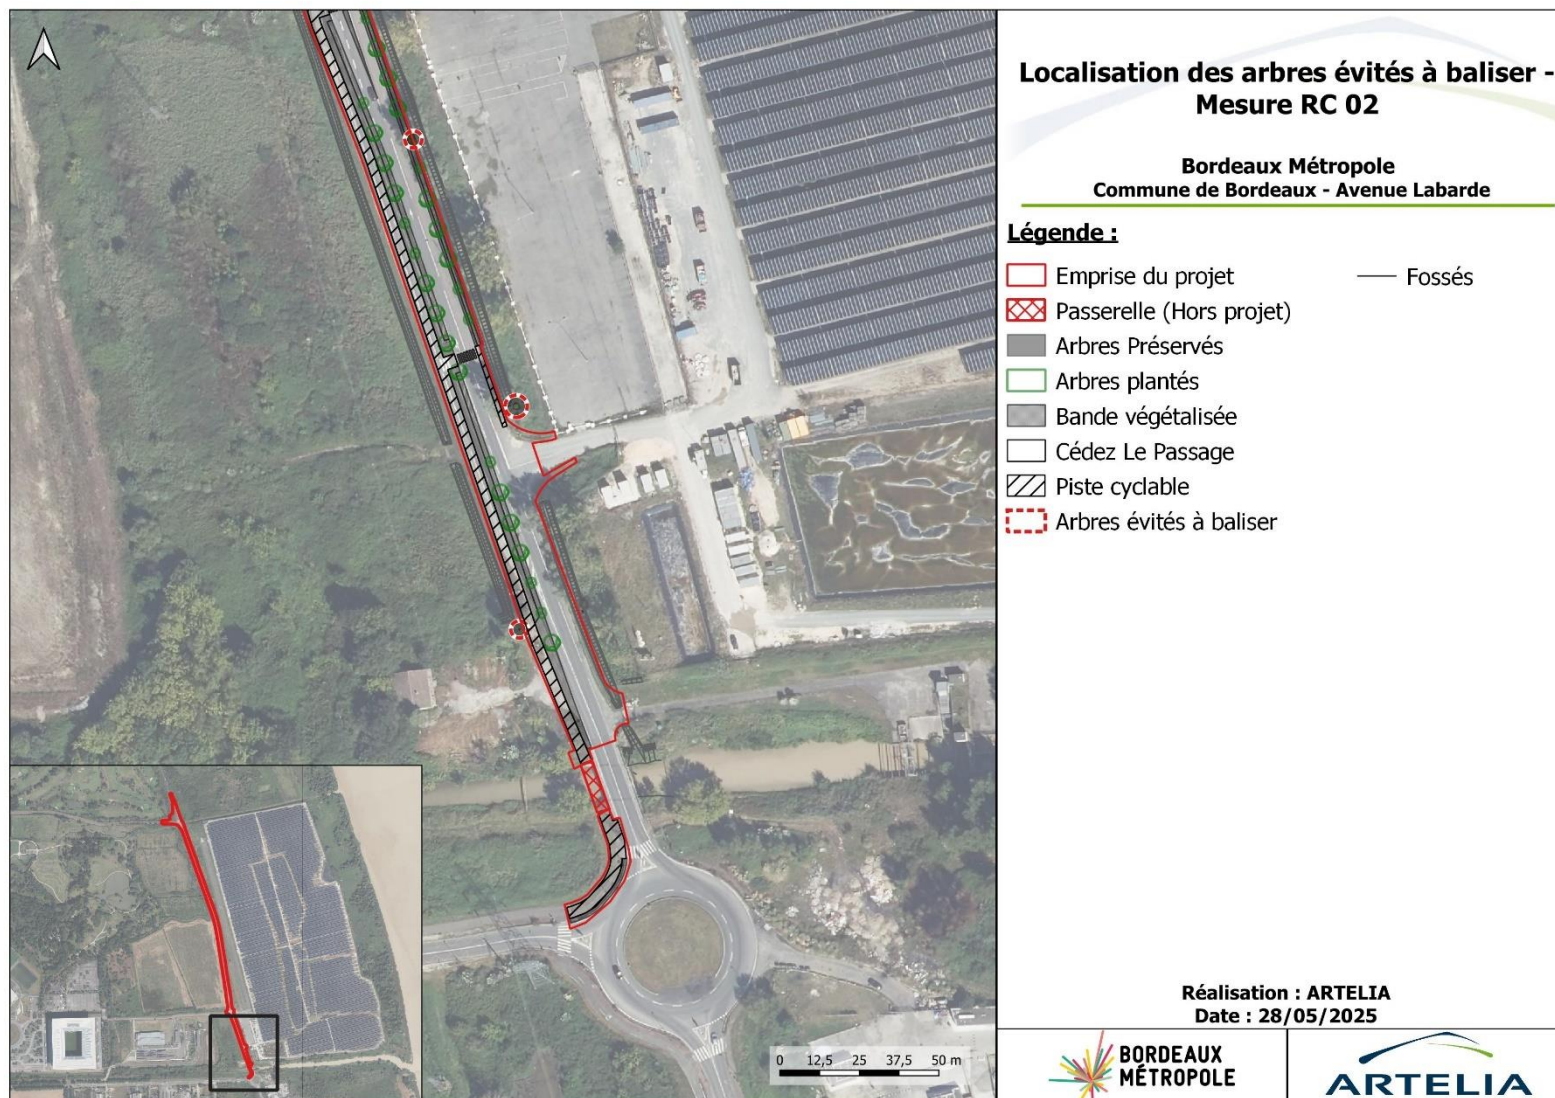 Localisation des arbres évités à baliser -
Mesure RC 02
Bordeaux Métropole
Commune de Bordeaux - Avenue Labarde
Légende :
Emprise du projet
Fossés
Passerelle (Hors projet)
Arbres Préservés
Arbres plantés
Bande végétalisée
Cédez Le Passage
Piste cyclable
Arbres évités à baliser
Réalisation : ARTELIA
Date : 28/05/2025
0 12,5 25 37,5 50 m
BORDEAUX
MÉTROPOLE
ARTELIA